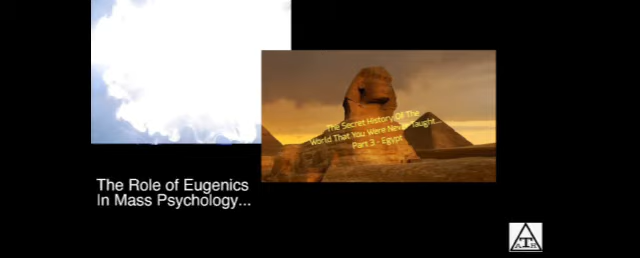 The Secret History Of The
World That You Were Never Taught...
Part 3 - Egypt
The Role of Eugenics
In Mass Psychology...
A T R